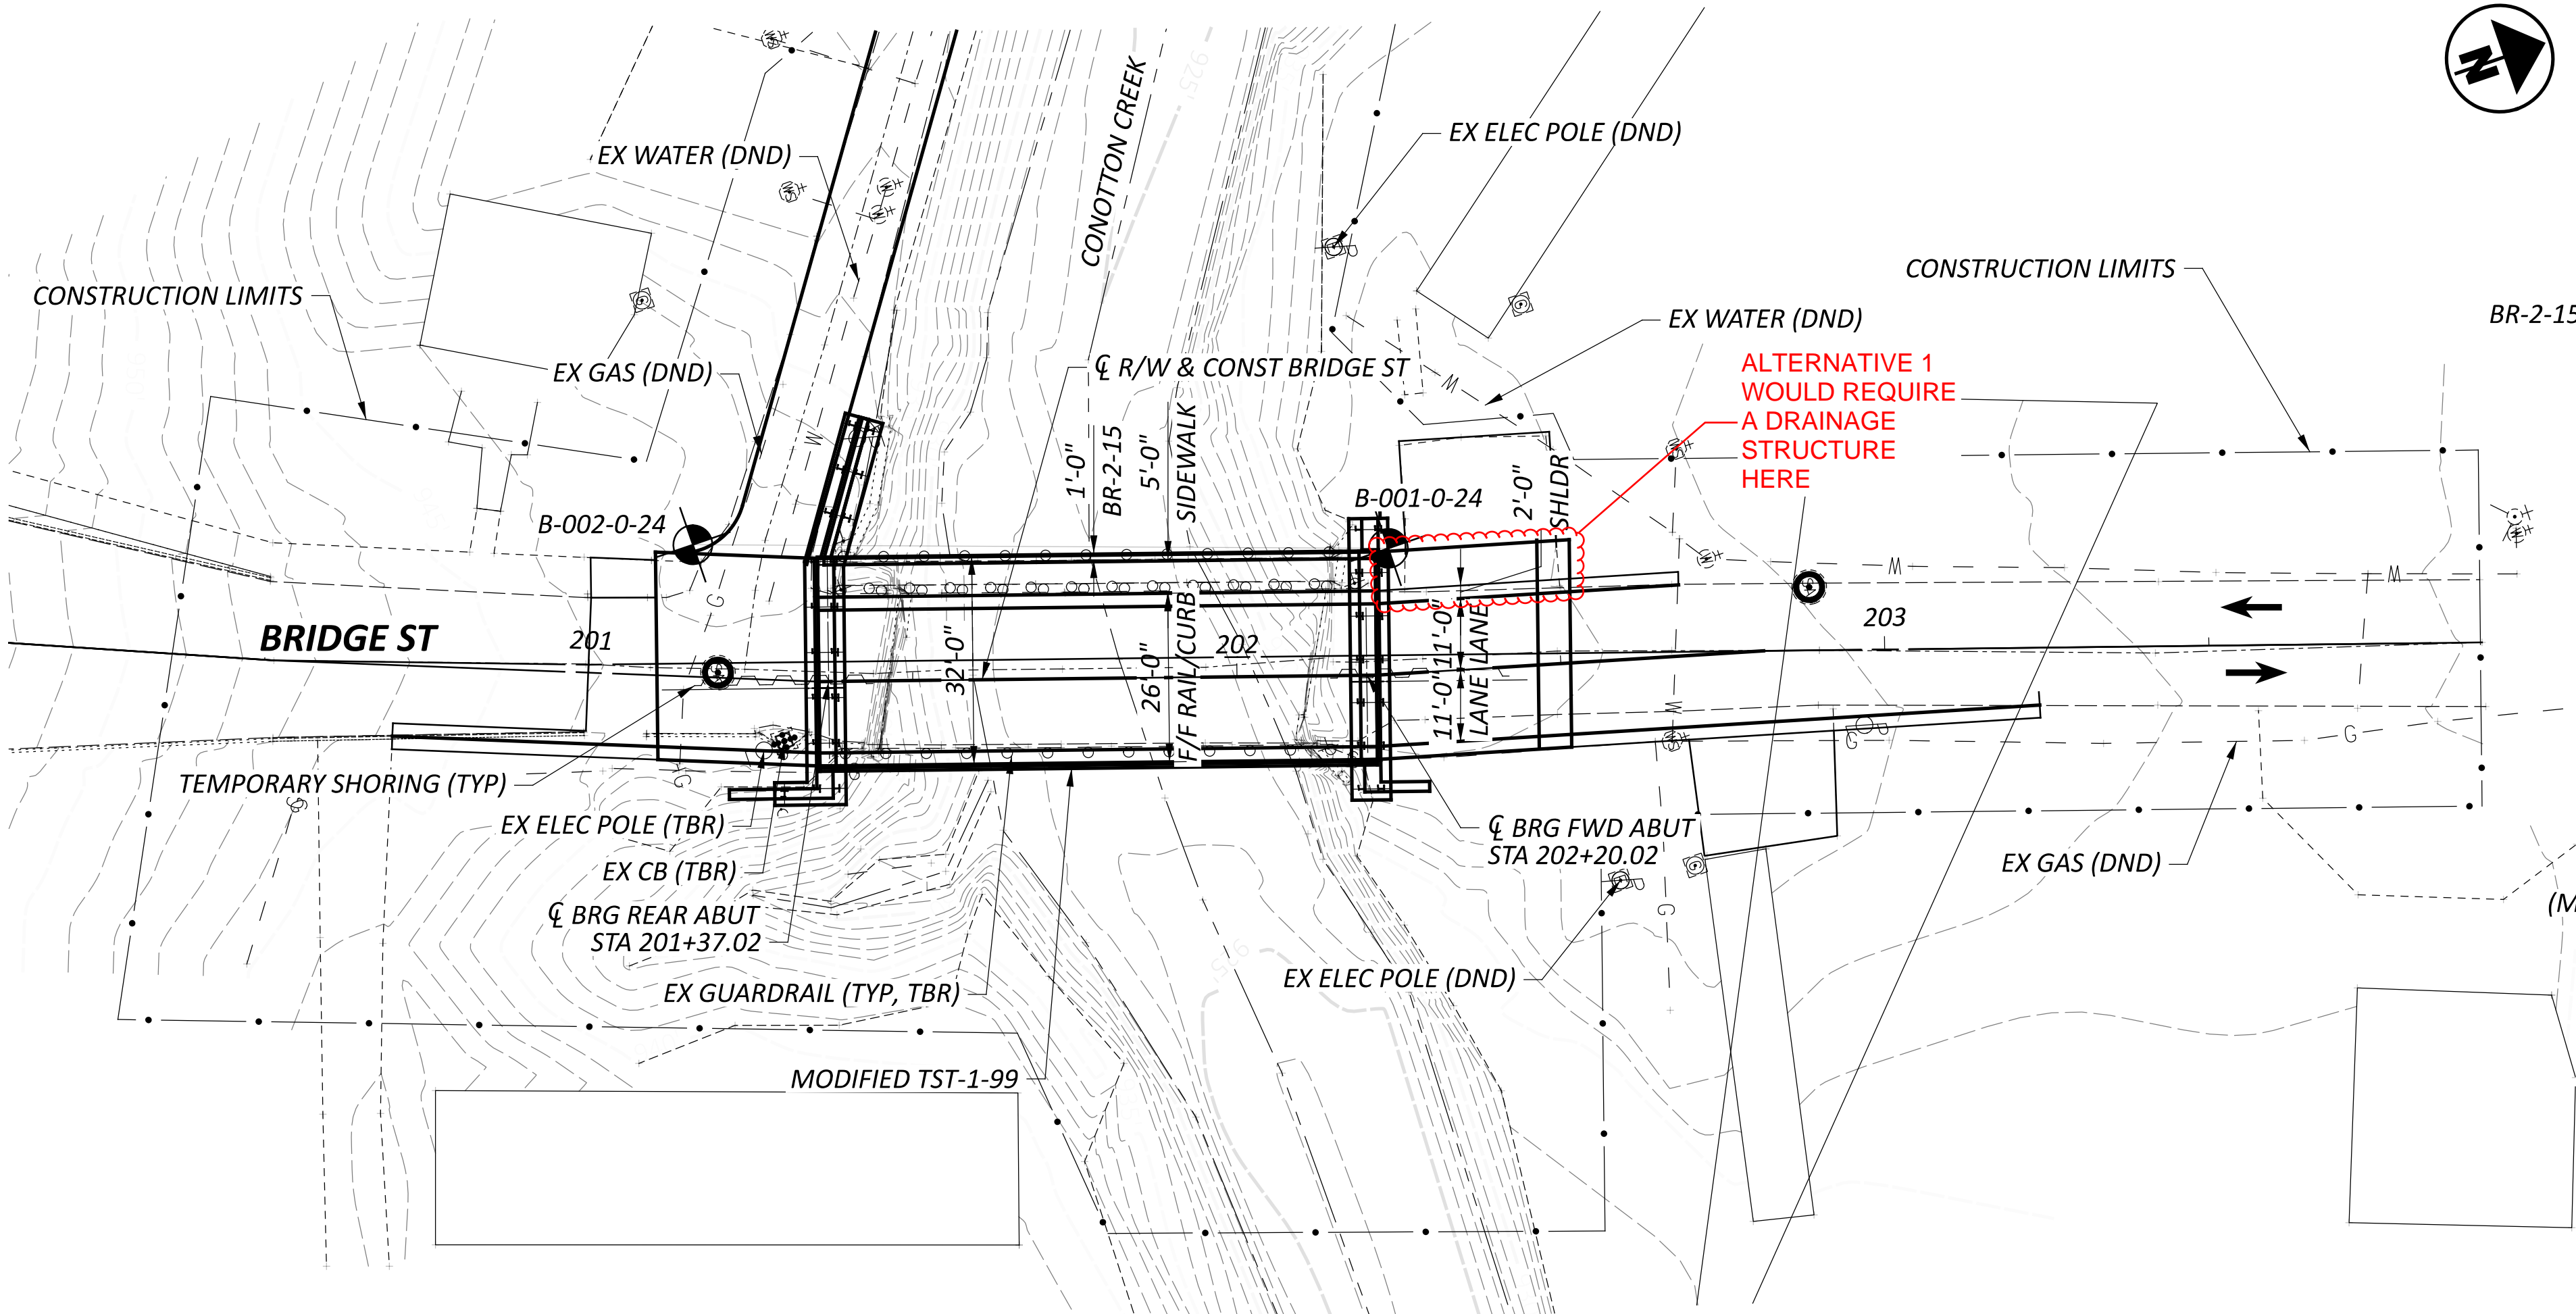 N
925'
CONOTTON CREEK
EX WATER (DND)
EX ELEC POLE (DND)
CONSTRUCTION LIMITS
CONSTRUCTION LIMITS
EX WATER (DND)
BR-2-15
EX GAS (DND)
℄ R/W & CONST BRIDGE ST
ALTERNATIVE 1
WOULD REQUIRE
A DRAINAGE
STRUCTURE
HERE
1'-0"
BR-2-15
5'-0"
SIDEWALK
2'-0"
SHLDR
B-002-0-24
B-001-0-24
W
W
W
W
W
G
BRIDGE ST
201
202
203
32'-0"
26'-0"
F/F RAIL/CURB
11'-0"
LANE
11'-0"
LANE
G
G
G
G
TEMPORARY SHORING (TYP)
EX ELEC POLE (TBR)
EX CB (TBR)
℄ BRG REAR ABUT
STA 201+37.02
℄ BRG FWD ABUT
STA 202+20.02
EX GAS (DND)
(M
EX GUARDRAIL (TYP, TBR)
EX ELEC POLE (DND)
925
MODIFIED TST-1-99